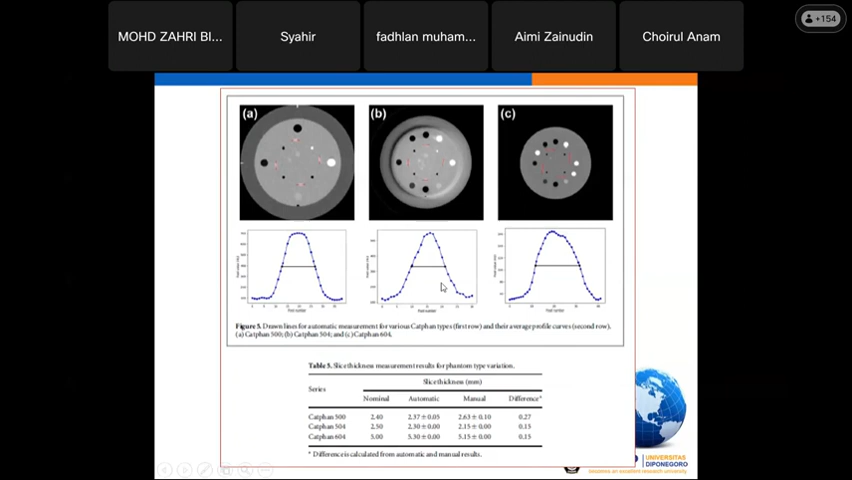 +154
MOHD ZAHRI BI...
Syahir
fadhlan muham...
Aimi Zainudin
Choirul Anam
(a)
(b)
(c)
Figure 5. Drawn lines for automatic measurement for various Catphan types (first row) and their average profile curves (second row).
(a) Catphan 500; (b) Catphan 504; and (c) Catphan 604.
Table 5. Slice thickness measurement results for phantom type variation.
Slice thickness (mm)
Series
Nominal Automatic Manual Difference*
Catphan 500 2.40 2.37 ± 0.05 2.63 ± 0.10 0.27
Catphan 504 2.50 2.30 ± 0.00 2.15 ± 0.00 0.15
Catphan 604 5.00 5.30 ± 0.00 5.15 ± 0.00 0.15
* Difference is calculated from automatic and manual results.
UNIVERSITAS
DIPONEGORO
becomes an excellent research university